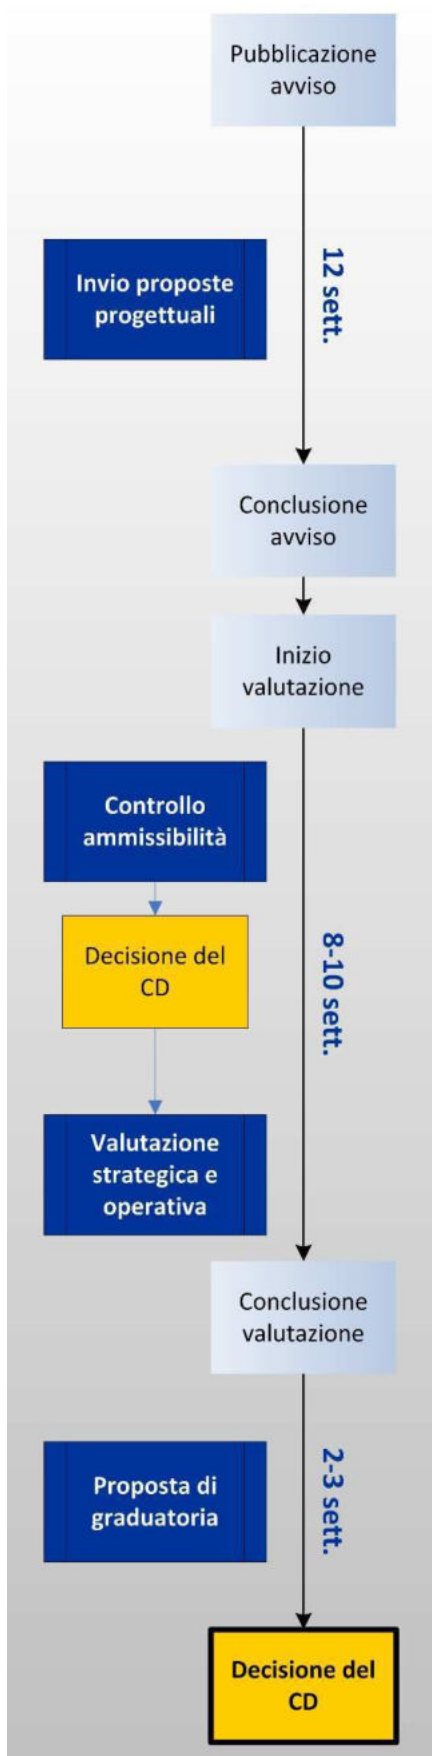 Pubblicazione
avviso
Invio proposte
progettuali
12 sett.
Conclusione
avviso
Inizio
valutazione
Controllo
ammissibilità
Decisione del
CD
8-10 sett.
Valutazione
strategica e
operativa
Conclusione
valutazione
Proposta di
graduatoria
2-3 sett.
Decisione del
CD